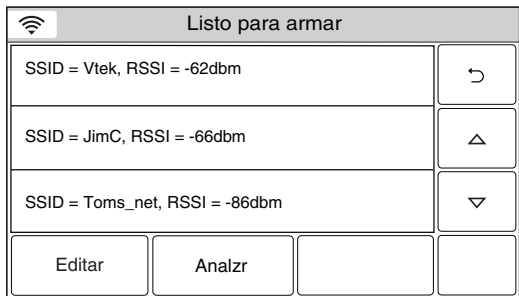 Listo para armar
SSID = Vtek, RSSI = -62dbm
SSID = JimC, RSSI = -66dbm
SSID = Toms_net, RSSI = -86dbm
Editar
Analzr